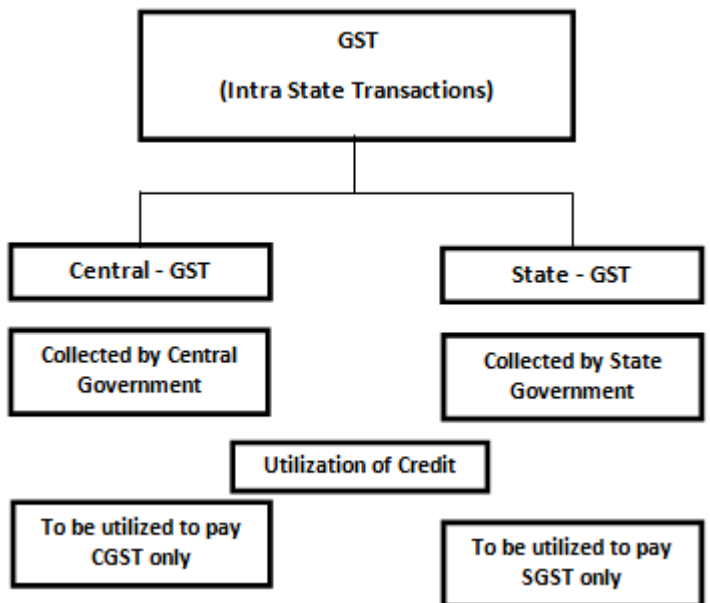 GST
(Intra State Transactions)
Central - GST
State - GST
Collected by Central
Government
Collected by State
Government
Utilization of Credit
To be utilized to pay
CGST only
To be utilized to pay
SGST only